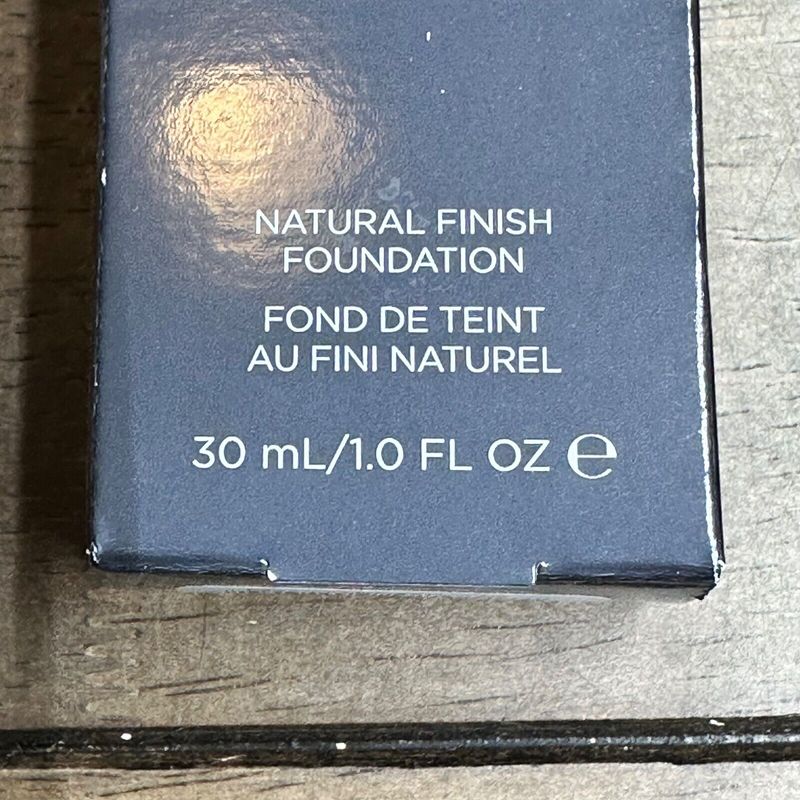 NATURAL FINISH
FOUNDATION
FOND DE TEINT
AU FINI NATUREL
30 mL/1.0 FL OZ ℮